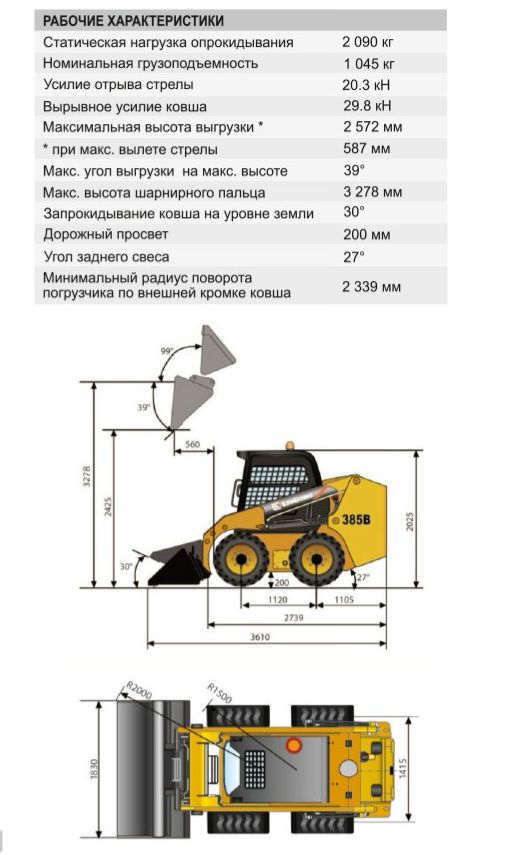 РАБОЧИЕ ХАРАКТЕРИСТИКИ
Статическая нагрузка опрокидывания 2 090 кг
Номинальная грузоподъемность 1 045 кг
Усилие отрыва стрелы 20.3 кН
Вырывное усилие ковша 29.8 кН
Максимальная высота выгрузки * 2 572 мм
* при макс. вылете стрелы 587 мм
Макс. угол выгрузки на макс. высоте 39°
Макс. высота шарнирного пальца 3 278 мм
Запрокидывание ковша на уровне земли 30°
Дорожный просвет 200 мм
Угол заднего свеса 27°
Минимальный радиус поворота
погрузчика по внешней кромке ковша 2 339 мм
99°
39°
560
3278
2425
2025
385B
30°
200
27°
1120
1105
2739
3610
R2000
R1500
1830
1415